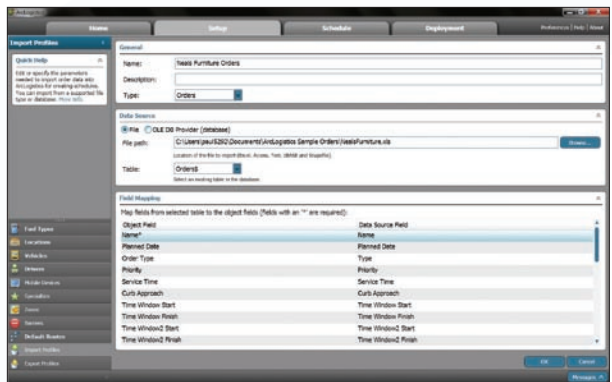 ArcLogistics
Home Setup Schedule Deployment Preferences | Help | About
Import Profiles
Quick Help
Edit or specify the parameters
needed to import order data into
ArcLogistics for creating schedules.
You can import from a supported file
type or database. More info.
Fuel Types
Locations
Vehicles
Drivers
Mobile Devices
Specialties
Zones
Barriers
Default Routes
Import Profiles
Export Profiles
General
Name: Neals Furniture Orders
Description:
Type: Orders
Data Source
File OLE DB Provider (database)
File path: C:\Users\paul5292\Documents\ArcLogistics Sample Orders\NealsFurniture.xls Browse...
Location of the file to import (Excel, Access, Text, dBASE and Shapefile).
Table: Orders$
Select an existing table in the database.
Field Mapping
Map fields from selected table to the object fields (fields with an '*' are required):
Object Field Data Source Field
Name* Name
Planned Date Planned Date
Order Type Type
Priority Priority
Service Time Service Time
Curb Approach Curb Approach
Time Window Start Time Window Start
Time Window Finish Time Window Finish
Time Window2 Start Time Window2 Start
Time Window2 Finish Time Window2 Finish
OK Cancel
Messages